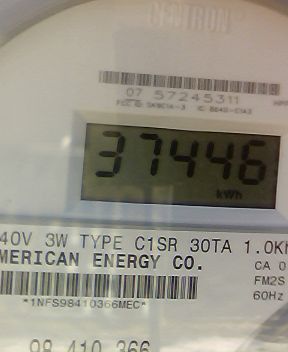 CENTRON
07 57245311
37446
kWh
40V 3W TYPE C1SR 30TA 1.0K
MERICAN ENERGY CO.
CA 0
FM2S
60Hz
*1NFS98410366MEC*
98 410 366